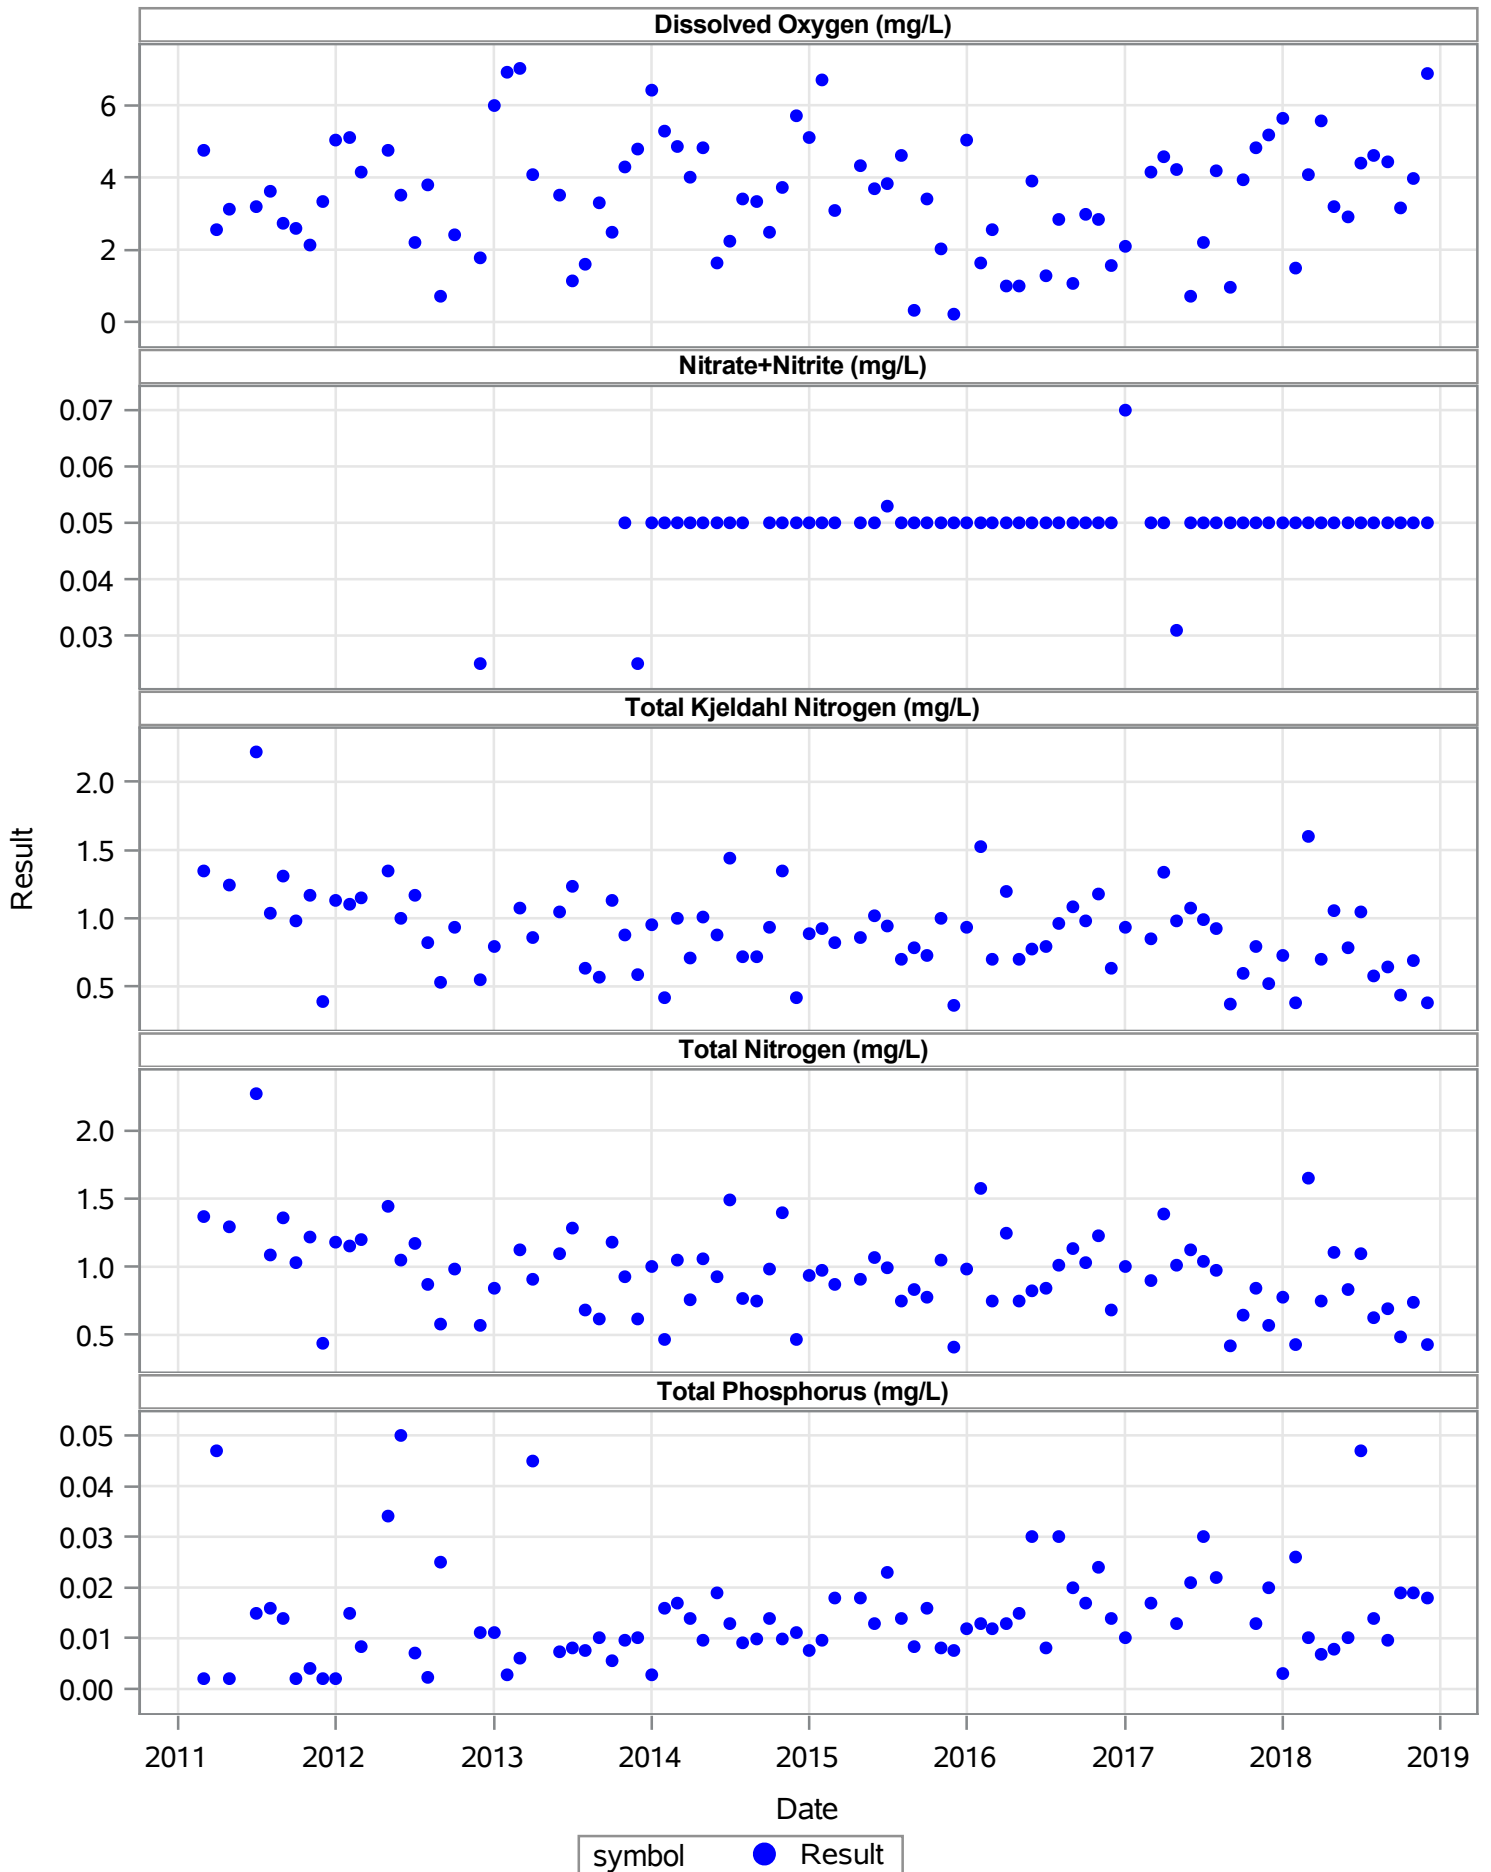 Dissolved Oxygen (mg/L)
6
4
2
0
Nitrate+Nitrite (mg/L)
0.07
0.06
0.05
0.04
0.03
Total Kjeldahl Nitrogen (mg/L)
2.0
1.5
1.0
0.5
Result
Total Nitrogen (mg/L)
2.0
1.5
1.0
0.5
Total Phosphorus (mg/L)
0.05
0.04
0.03
0.02
0.01
0.00
2011 2012 2013 2014 2015 2016 2017 2018 2019
Date
symbol Result